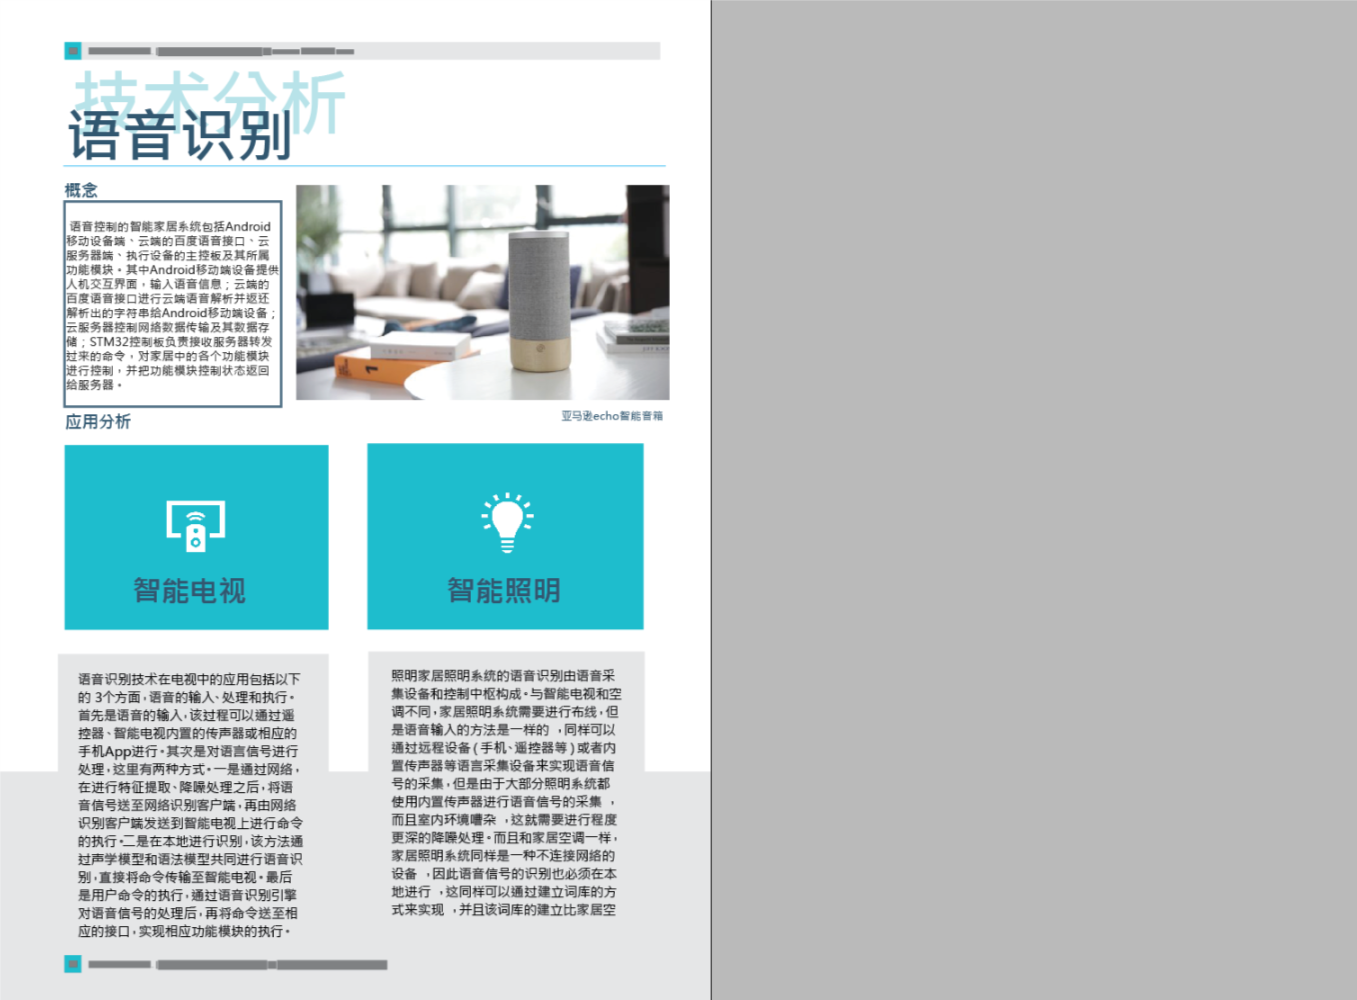 技术分析
语音识别
概念
语音控制的智能家居系统包括Android
移动设备端、云端的百度语音接口、云
服务器端、执行设备的主控板及其所属
功能模块。其中Android移动端设备提供
人机交互界面，输入语音信息；云端的
百度语音接口进行云端语音解析并返还
解析出的字符串给Android移动端设备；
云服务器控制网络数据传输及其数据存
储；STM32控制板负责接收服务器转发
过来的命令，对家居中的各个功能模块
进行控制，并把功能模块控制状态返回
给服务器。
1
亚马逊echo智能音箱
应用分析
智能电视
语音识别技术在电视中的应用包括以下
的 3个方面，语音的输入、处理和执行。
首先是语音的输入，该过程可以通过遥
控器、智能电视内置的传声器或相应的
手机App进行。其次是对语言信号进行
处理，这里有两种方式。一是通过网络，
在进行特征提取、降噪处理之后，将语
音信号送至网络识别客户端，再由网络
识别客户端发送到智能电视上进行命令
的执行。二是在本地进行识别，该方法通
过声学模型和语法模型共同进行语音识
别，直接将命令传输至智能电视。最后
是用户命令的执行，通过语音识别引擎
对语音信号的处理后，再将命令送至相
应的接口，实现相应功能模块的执行。
智能照明
照明家居照明系统的语音识别由语音采
集设备和控制中枢构成。与智能电视和空
调不同，家居照明系统需要进行布线，但
是语音输入的方法是一样的 ，同样可以
通过远程设备（手机、遥控器等）或者内
置传声器等语言采集设备来实现语音信
号的采集，但是由于大部分照明系统都
使用内置传声器进行语音信号的采集 ，
而且室内环境嘈杂 ，这就需要进行程度
更深的降噪处理。而且和家居空调一样，
家居照明系统同样是一种不连接网络的
设备 ，因此语音信号的识别也必须在本
地进行 ，这同样可以通过建立词库的方
式来实现 ，并且该词库的建立比家居空